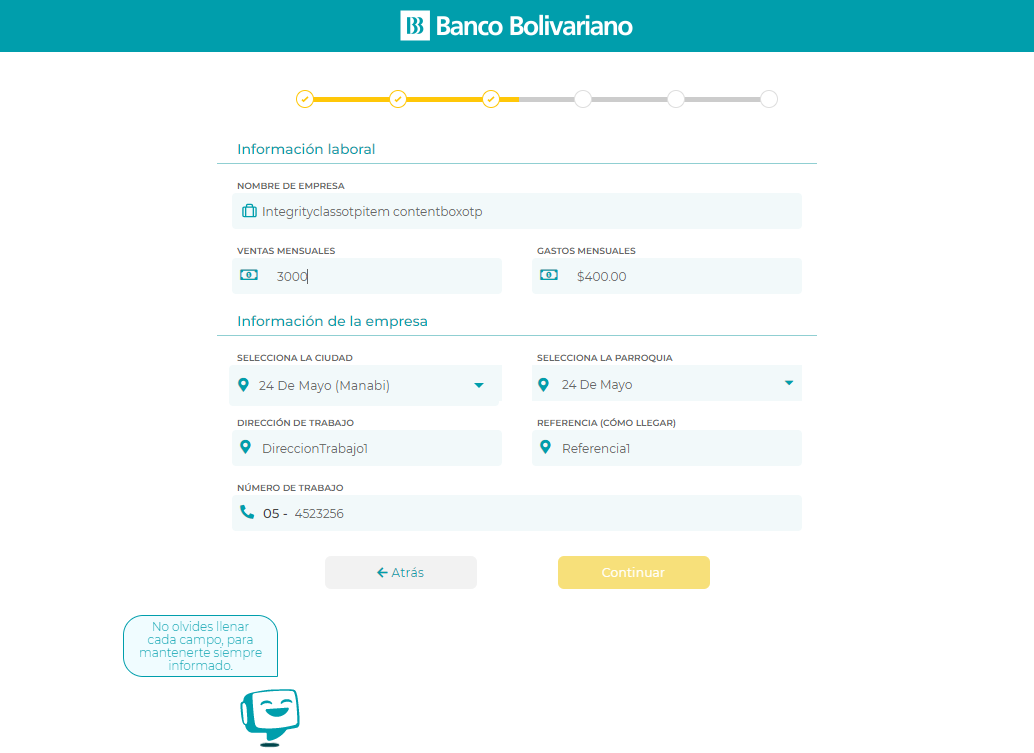 Banco Bolivariano
Información laboral
NOMBRE DE EMPRESA
Integrityclassotpitem contentboxotp
VENTAS MENSUALES
GASTOS MENSUALES
3000
$400.00
Información de la empresa
SELECCIONA LA CIUDAD
SELECCIONA LA PARROQUIA
24 De Mayo (Manabi)
24 De Mayo
DIRECCIÓN DE TRABAJO
REFERENCIA (CÓMO LLEGAR)
DireccionTrabajo1
Referencia1
NÚMERO DE TRABAJO
05 - 4523256
Atrás
Continuar
No olvides llenar
cada campo, para
mantenerte siempre
informado.